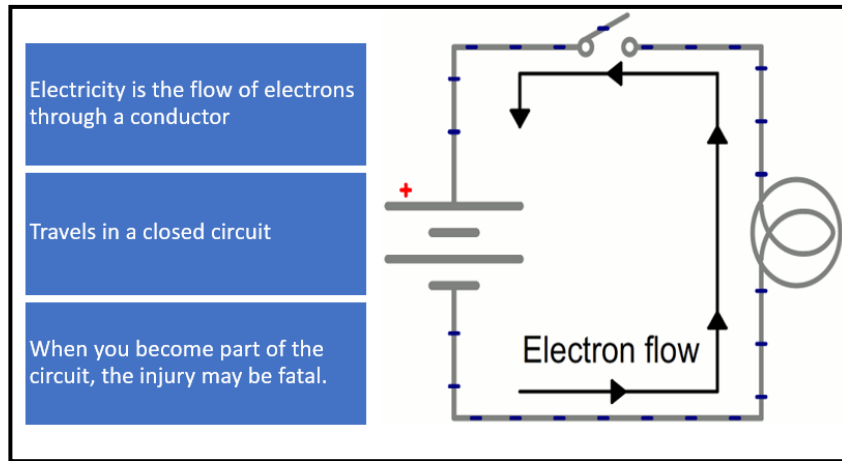 Electricity is the flow of electrons
through a conductor
Travels in a closed circuit
When you become part of the
circuit, the injury may be fatal.
+
Electron flow